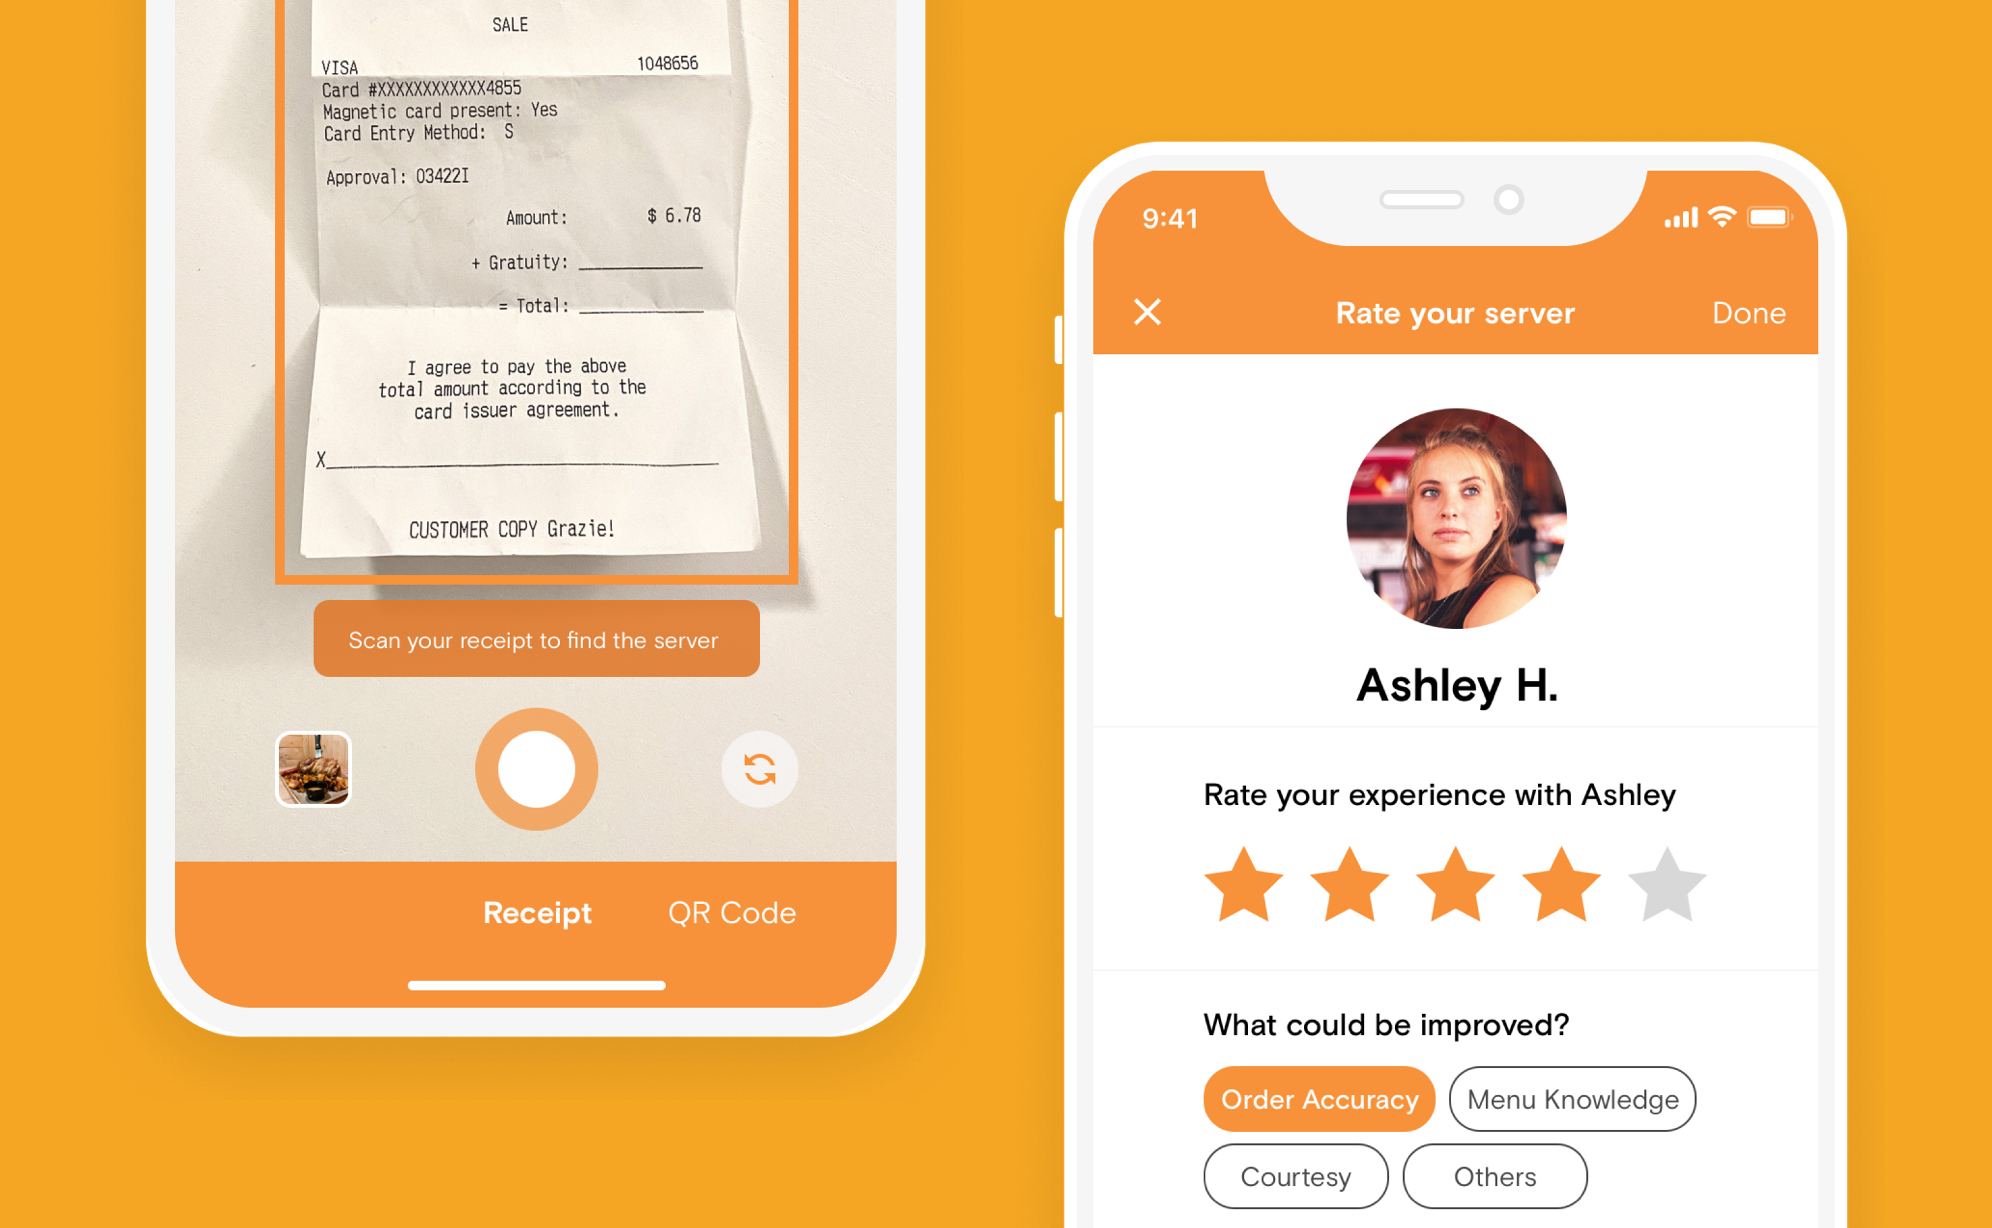 SALE
VISA 1048656
Card #XXXXXXXXXXXX4855
Magnetic card present: Yes
Card Entry Method: S
Approval: 03422I
Amount: $ 6.78
+ Gratuity:
= Total:
I agree to pay the above
total amount according to the
card issuer agreement.
X
CUSTOMER COPY Grazie!
Scan your receipt to find the server
Receipt QR Code
9:41
Rate your server Done
Ashley H.
Rate your experience with Ashley
What could be improved?
Order Accuracy Menu Knowledge
Courtesy Others